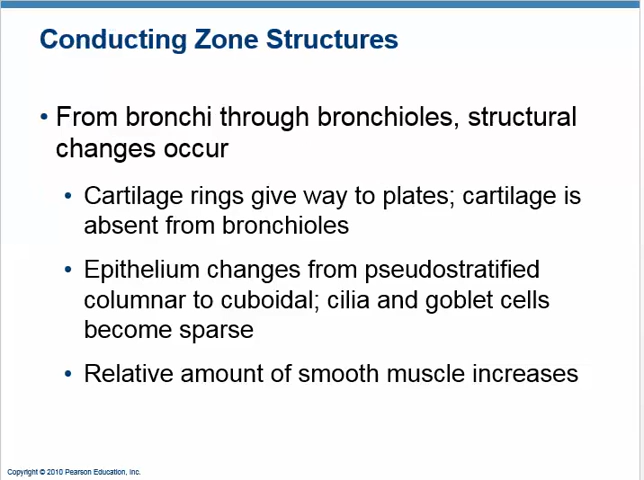 Conducting Zone Structures
• From bronchi through bronchioles, structural
changes occur
• Cartilage rings give way to plates; cartilage is
absent from bronchioles
• Epithelium changes from pseudostratified
columnar to cuboidal; cilia and goblet cells
become sparse
• Relative amount of smooth muscle increases
Copyright © 2010 Pearson Education, Inc.